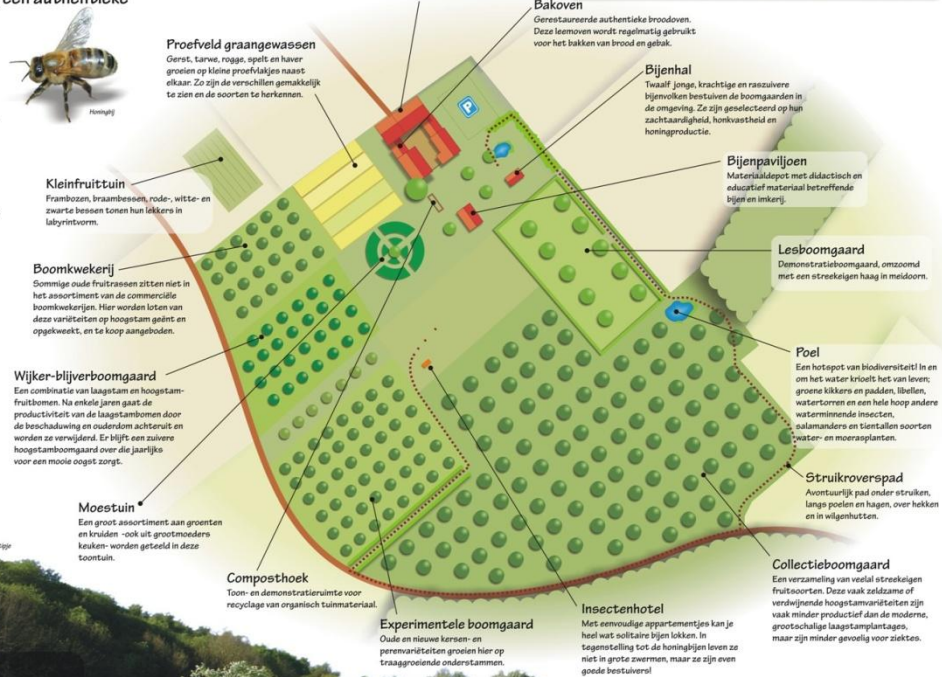 een authentieke
Honingbij
Proefveld graangewassen
Gerst, tarwe, rogge, spelt en haver
groeien op kleine proefvlakjes naast
elkaar. Zo zijn de verschillen gemakkelijk
te zien en de soorten te herkennen.
Bakoven
Gerestaureerde authentieke broodoven.
Deze leemoven wordt regelmatig gebruikt
voor het bakken van brood en gebak.
Bijenhal
Twaalf jonge, krachtige en raszuivere
bijenvolken bestuiven de boomgaarden in
de omgeving. Ze zijn geselecteerd op hun
zachtaardigheid, honkvastheid en
honingproductie.
P
Kleinfruittuin
Frambozen, braambessen, rode-, witte- en
zwarte bessen tonen hun lekkers in
labyrintvorm.
Bijenpaviljoen
Materiaaldepot met didactisch en
educatief materiaal betreffende
bijen en imkerij.
Boomkwekerij
Sommige oude fruitrassen zitten niet in
het assortiment van de commerciële
boomkwekerijen. Hier worden loten van
deze variëteiten op hoogstam geënt en
opgekweekt, en te koop aangeboden.
Lesboomgaard
Demonstratieboomgaard, omzoomd
met een streekeigen haag in meidoorn.
Wijker-blijverboomgaard
Een combinatie van laagstam en hoogstam-
fruitbomen. Na enkele jaren gaat de
productiviteit van de laagstambomen door
de beschaduwing en ouderdom achteruit en
worden ze verwijderd. Er blijft een zuivere
hoogstamboomgaard over die jaarlijks
voor een mooie oogst zorgt.
Poel
Een hotspot van biodiversiteit! In en
om het water krioelt het van leven;
groene kikkers en padden, libellen,
watertorren en een hele hoop andere
waterminnende insecten,
salamanders en tientallen soorten
water- en moerasplanten.
Struikroverspad
Avontuurlijk pad onder struiken,
langs poelen en hagen, over hekken
en in wilgenhutten.
Moestuin
Een groot assortiment aan groenten
en kruiden -ook uit grootmoeders
keuken- worden geteeld in deze
toontuin.
Composthoek
Toon- en demonstratieruimte voor
recyclage van organisch tuinmateriaal.
Experimentele boomgaard
Oude en nieuwe kersen- en
perenvariëteiten groeien hier op
traaggroeiende onderstammen.
Insectenhotel
Met eenvoudige appartementjes kan je
heel wat solitaire bijen lokken. In
tegenstelling tot de honingbijen leven ze
niet in grote zwermen, maar ze zijn even
goede bestuivers!
Collectieboomgaard
Een verzameling van veelal streekeigen
fruitsoorten. Deze vaak zeldzame of
verdwijnende hoogstamvariëteiten zijn
vaak minder productief dan de moderne,
grootschalige laagstamplantages,
maar zijn minder gevoelig voor ziektes.